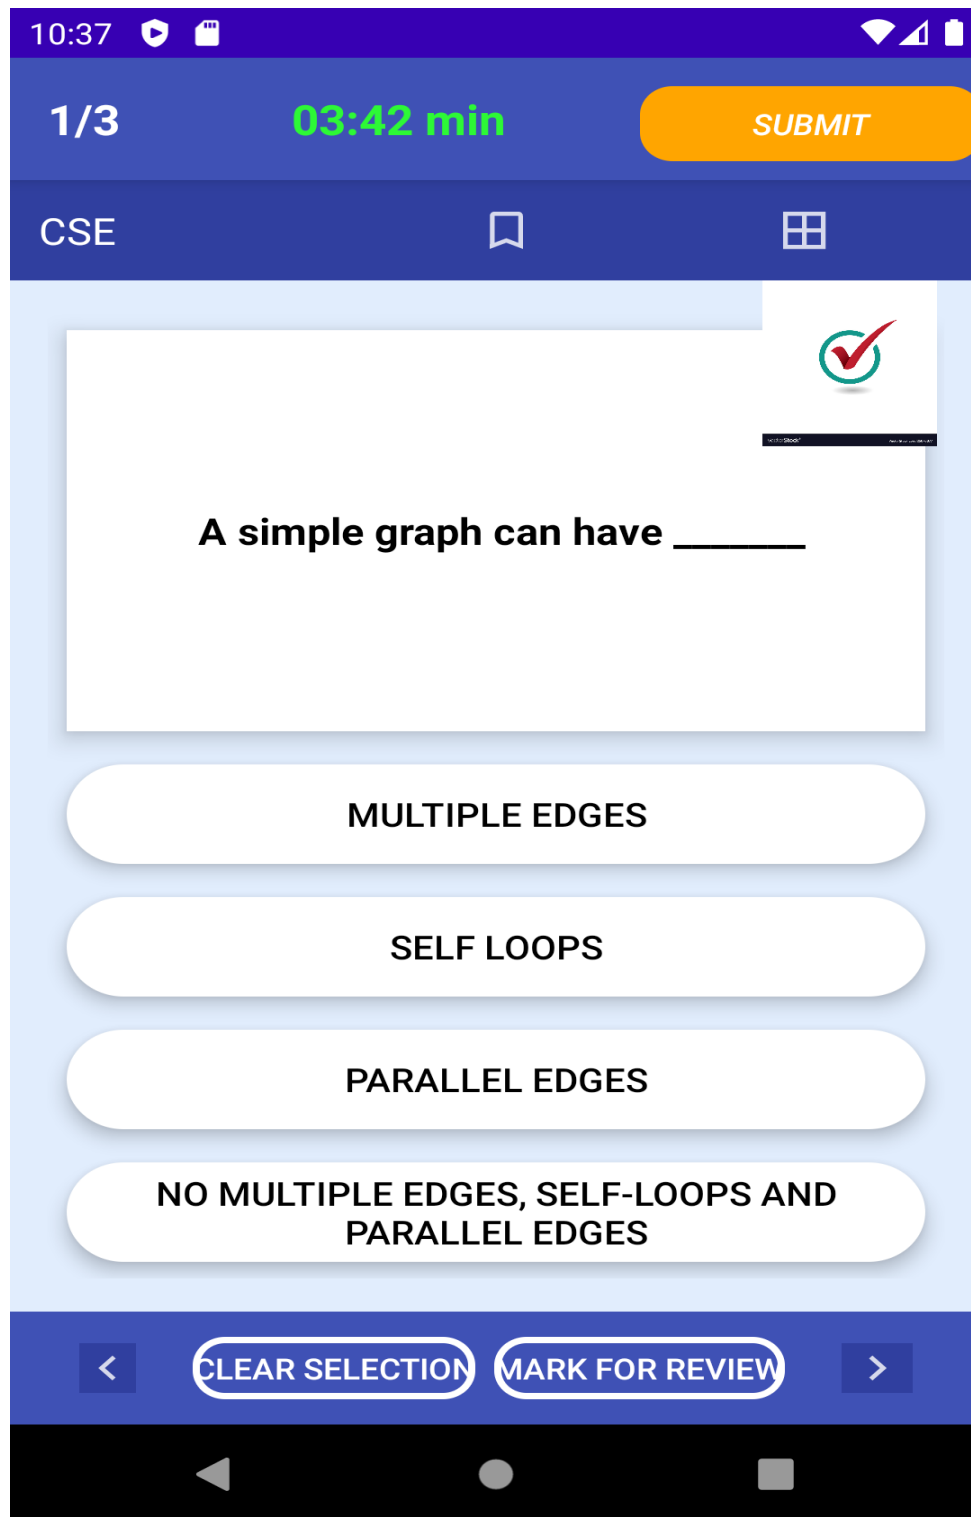 10:37
1/3
03:42 min
SUBMIT
CSE
A simple graph can have _______
MULTIPLE EDGES
SELF LOOPS
PARALLEL EDGES
NO MULTIPLE EDGES, SELF-LOOPS AND
PARALLEL EDGES
CLEAR SELECTION
MARK FOR REVIEW